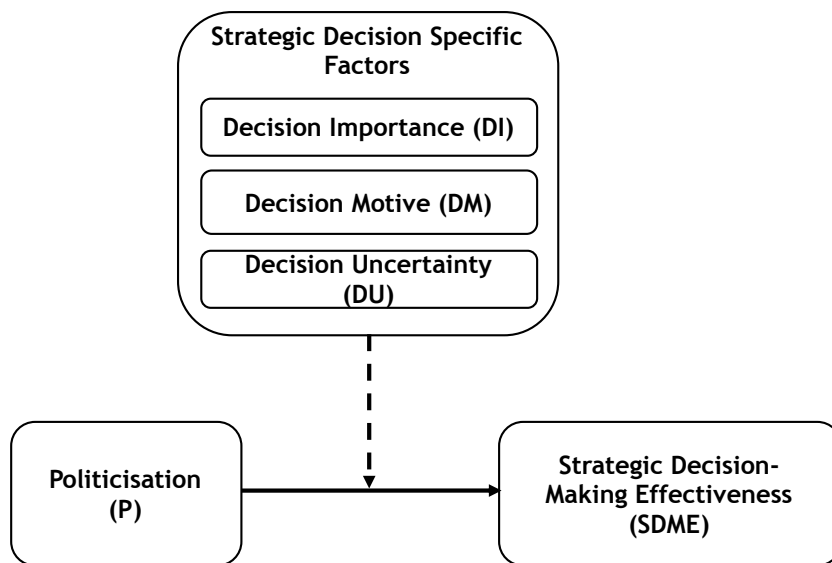 Strategic Decision Specific
Factors
Decision Importance (DI)
Decision Motive (DM)
Decision Uncertainty
(DU)
Politicisation
(P)
Strategic Decision-
Making Effectiveness
(SDME)